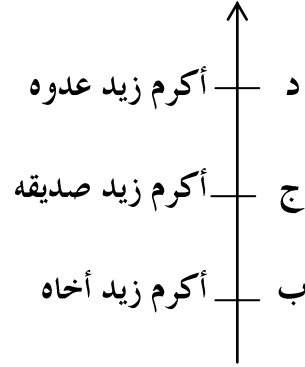 د أكرم زيد عدوه
ج أكرم زيد صديقه
ب أكرم زيد أخاه